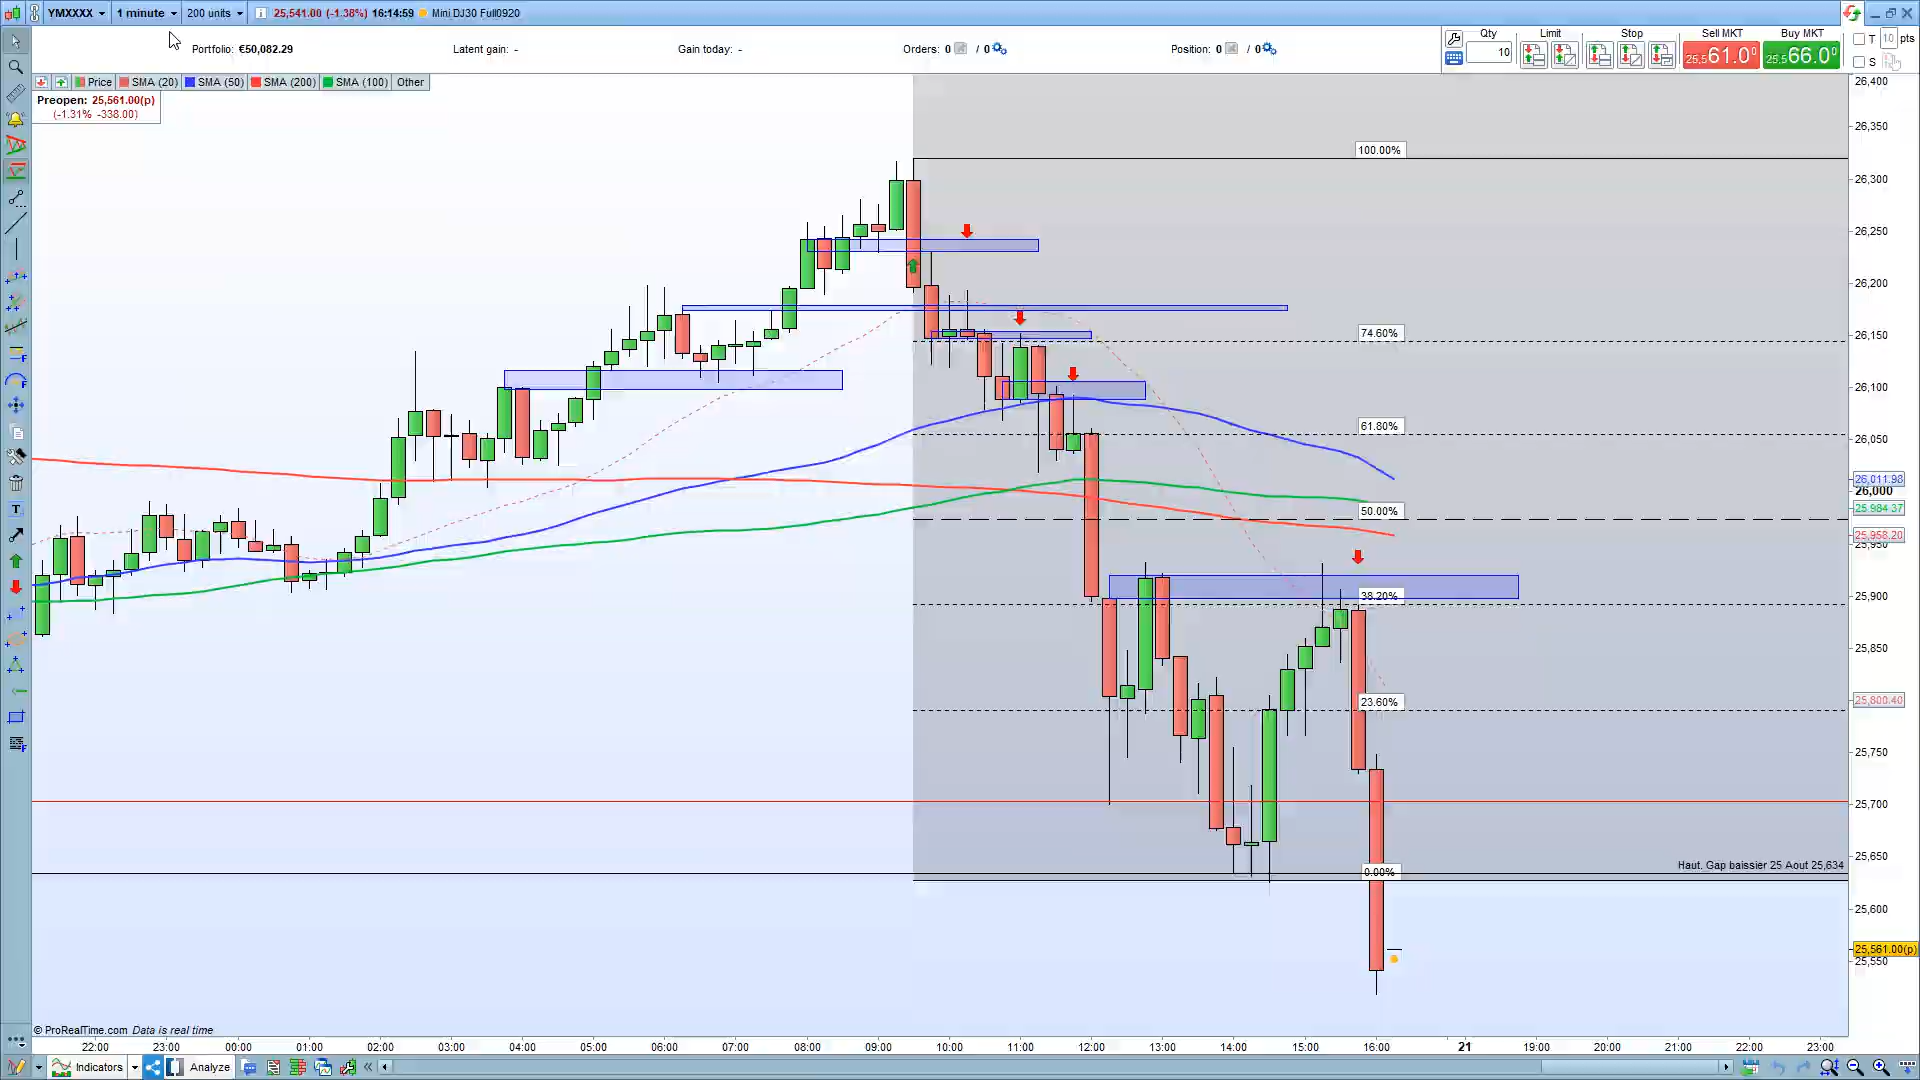 YMXXXX 1 minute 200 units 25,541.00 (-1.38%) 16:14:59 Mini DJ30 Full0920
Portfolio: €50,082.29 Latent gain: - Gain today: - Orders: 0 / 0 Position: 0 / 0
Qty Limit Stop Sell MKT Buy MKT T 10 pts
10 25,561.0⁰ 25,566.0⁰ S
Price SMA (20) SMA (50) SMA (200) SMA (100) Other
Preopen: 25,561.00(p)
(-1.31% -338.00)
26,400
26,350
100.00%
26,300
26,250
26,200
74.60%
26,150
26,100
61.80%
26,050
26,011.98
26,000
50.00%
25,984.37
25,958.20
25,950
38.20%
25,900
25,850
23.60%
25,800.40
25,750
25,700
25,650
Haut. Gap baissier 25 Aout 25,634
0.00%
25,600
25,561.00(p)
25,550
© ProRealTime.com Data is real time
22:00 23:00 00:00 01:00 02:00 03:00 04:00 05:00 06:00 07:00 08:00 09:00 10:00 11:00 12:00 13:00 14:00 15:00 16:00 21 19:00 20:00 21:00 22:00 23:00
Indicators Analyze